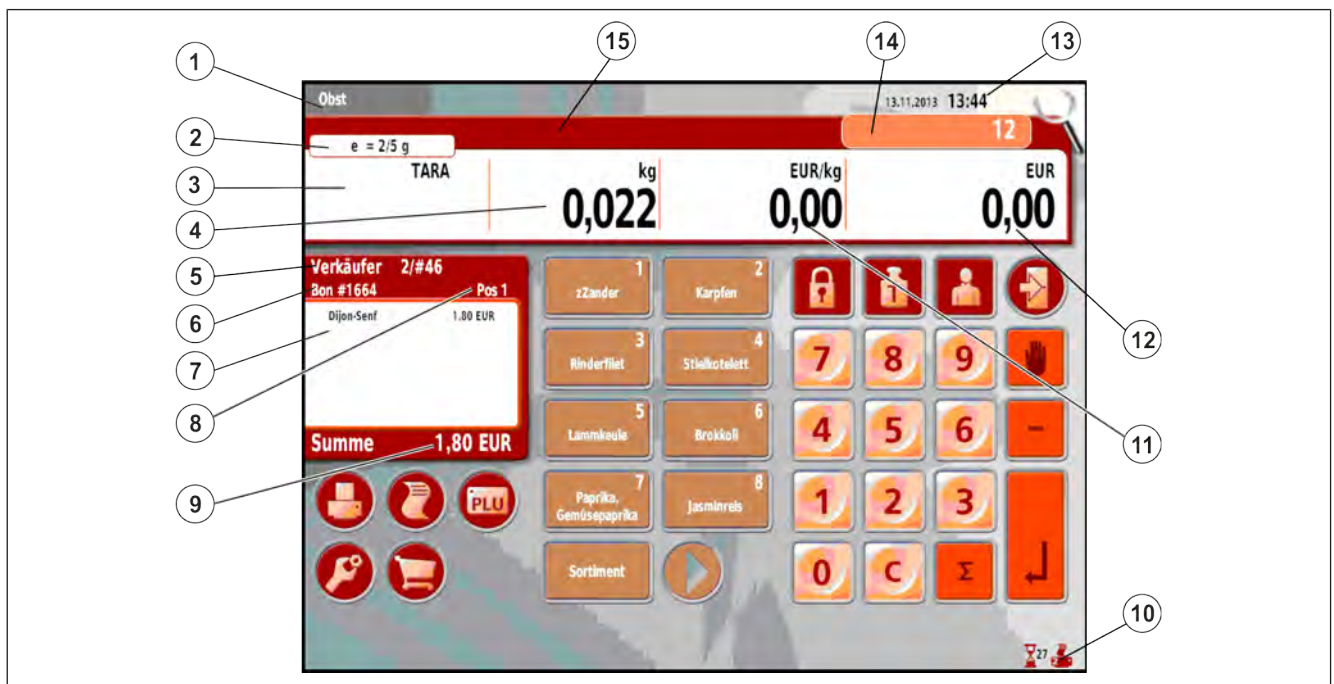 15
14
13
1
Obst
13.11.2013 13:44
2
12
e = 2/5 g
3
TARA
kg
EUR/kg
EUR
4
0,022
0,00
0,00
5
Verkäufer 2/#46
6
Bon #1664
Pos 1
7
Dijon-Senf 1.80 EUR
8
Summe 1,80 EUR
9
PLU
1
zZander
2
Karpfen
3
Rinderfilet
4
Stielkotelett
5
Lammkeule
6
Brokkoli
7
Paprika,
Gemüsepaprika
8
Jasminreis
Sortiment
7 8 9
4 5 6 −
1 2 3
0 C Σ
12
11
10
27